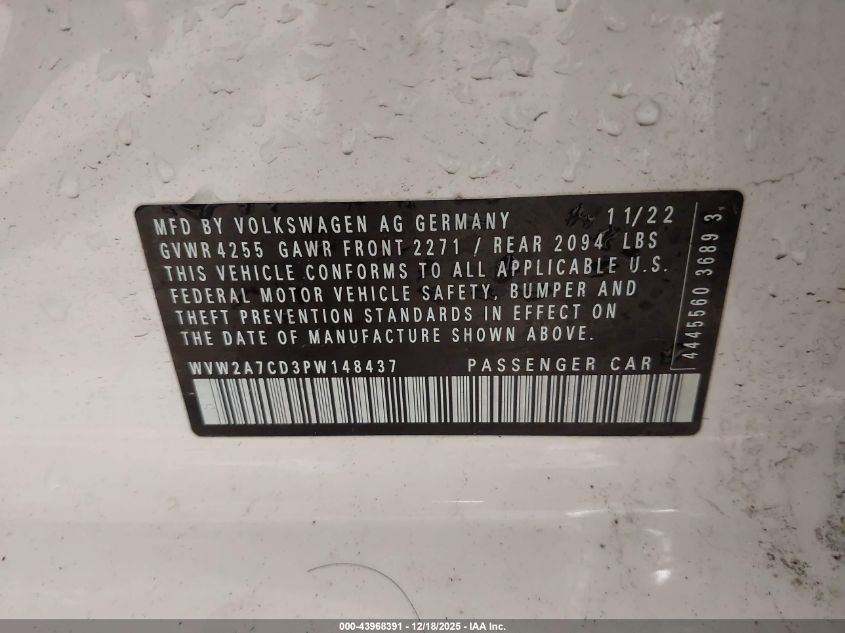 MFD BY VOLKSWAGEN AG GERMANY 11/22
GVWR 4255 GAWR FRONT 2271 / REAR 2094 LBS
THIS VEHICLE CONFORMS TO ALL APPLICABLE U.S.
FEDERAL MOTOR VEHICLE SAFETY, BUMPER AND
THEFT PREVENTION STANDARDS IN EFFECT ON
THE DATE OF MANUFACTURE SHOWN ABOVE.
WVW2A7CD3PW148437 PASSENGER CAR
4445560 36893
000-43968391 - 12/18/2025 - IAA Inc.